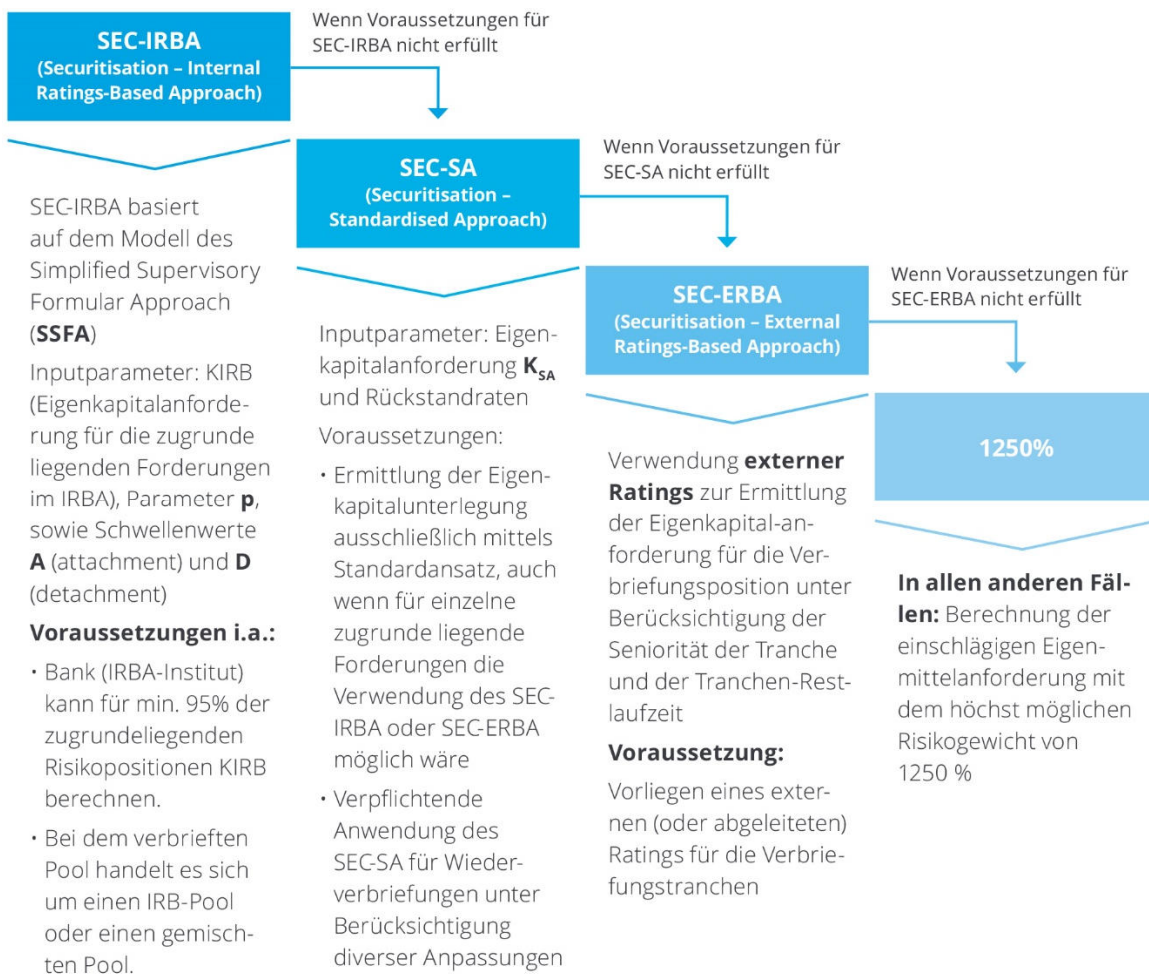 SEC-IRBA
(Securitisation – Internal
Ratings-Based Approach)
Wenn Voraussetzungen für
SEC-IRBA nicht erfüllt
SEC-IRBA basiert
auf dem Modell des
Simplified Supervisory
Formular Approach
(SSFA)
Inputparameter: KIRB
(Eigenkapitalanforde-
rung für die zugrunde
liegenden Forderungen
im IRBA), Parameter p,
sowie Schwellenwerte
A (attachment) und D
(detachment)
Voraussetzungen i.a.:
• Bank (IRBA-Institut)
kann für min. 95% der
zugrundeliegenden
Risikopositionen KIRB
berechnen.
• Bei dem verbrieften
Pool handelt es sich
um einen IRB-Pool
oder einen gemisch-
ten Pool.
SEC-SA
(Securitisation –
Standardised Approach)
Wenn Voraussetzungen für
SEC-SA nicht erfüllt
Inputparameter: Eigen-
kapitalanforderung KSA
und Rückstandraten
Voraussetzungen:
• Ermittlung der Eigen-
kapitalunterlegung
ausschließlich mittels
Standardansatz, auch
wenn für einzelne
zugrunde liegende
Forderungen die
Verwendung des SEC-
IRBA oder SEC-ERBA
möglich wäre
• Verpflichtende
Anwendung des
SEC-SA für Wieder-
verbriefungen unter
Berücksichtigung
diverser Anpassungen
SEC-ERBA
(Securitisation – External
Ratings-Based Approach)
Wenn Voraussetzungen für
SEC-ERBA nicht erfüllt
Verwendung externer
Ratings zur Ermittlung
der Eigenkapital-an-
forderung für die Ver-
briefungsposition unter
Berücksichtigung der
Seniorität der Tranche
und der Tranchen-Rest-
laufzeit
Voraussetzung:
Vorliegen eines exter-
nen (oder abgeleiteten)
Ratings für die Verbrie-
fungstranchen
1250%
In allen anderen Fäl-
len: Berechnung der
einschlägigen Eigen-
mittelanforderung mit
dem höchst möglichen
Risikogewicht von
1250 %